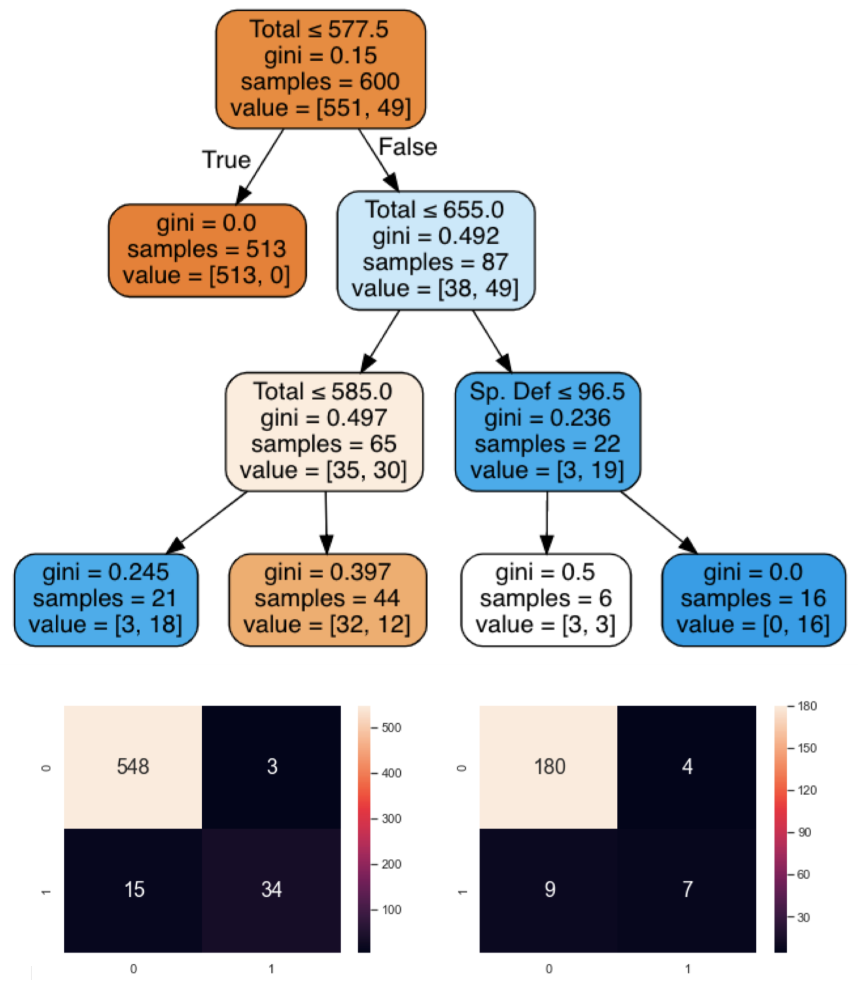 Total ≤ 577.5
gini = 0.15
samples = 600
value = [551, 49]
True
False
gini = 0.0
samples = 513
value = [513, 0]
Total ≤ 655.0
gini = 0.492
samples = 87
value = [38, 49]
Total ≤ 585.0
gini = 0.497
samples = 65
value = [35, 30]
Sp. Def ≤ 96.5
gini = 0.236
samples = 22
value = [3, 19]
gini = 0.245
samples = 21
value = [3, 18]
gini = 0.397
samples = 44
value = [32, 12]
gini = 0.5
samples = 6
value = [3, 3]
gini = 0.0
samples = 16
value = [0, 16]
0
548
3
1
15
34
0
1
500
400
300
200
100
0
180
4
1
9
7
0
1
180
150
120
90
60
30